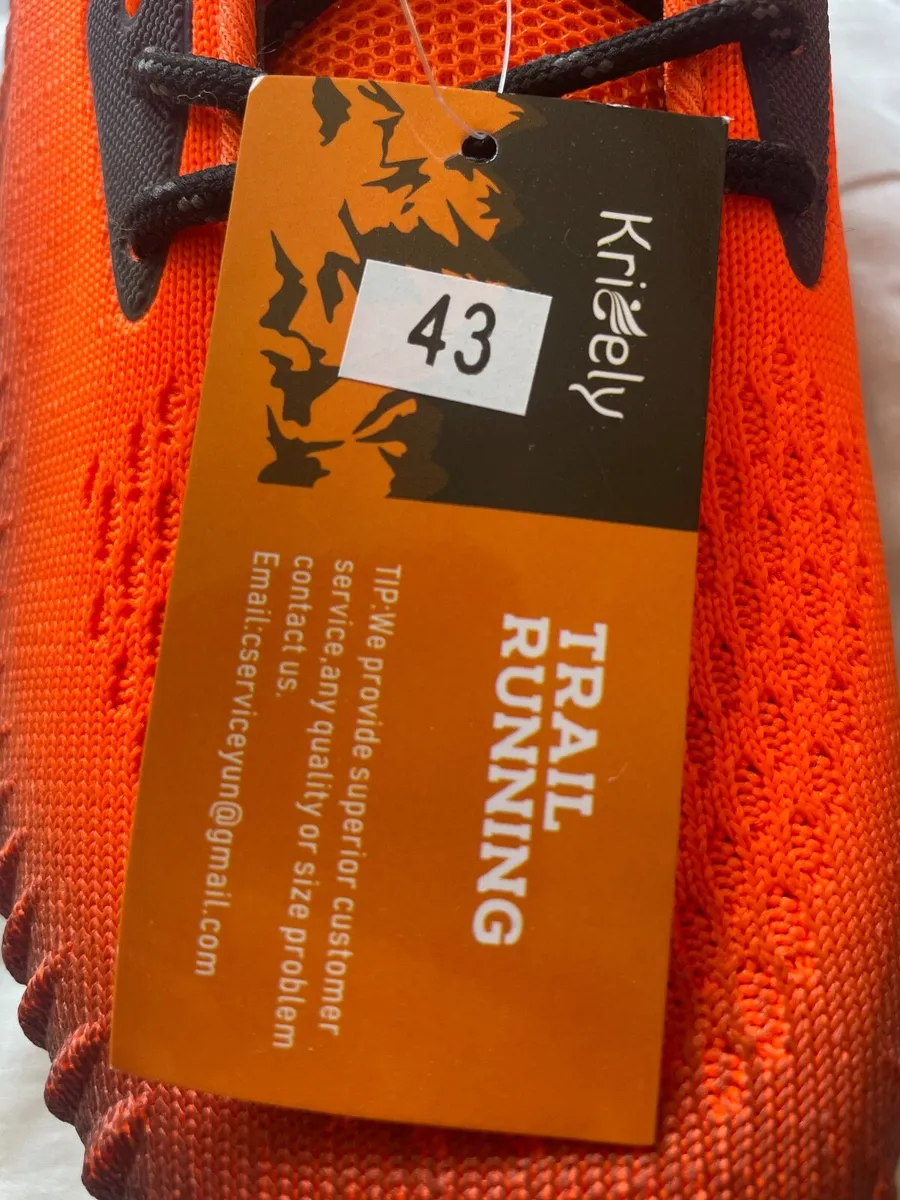 Krizely
43
TRAIL
RUNNING
TIP:We provide superior customer
service,any quality or size problem
contact us.
Email:cserviceyun@gmail.com